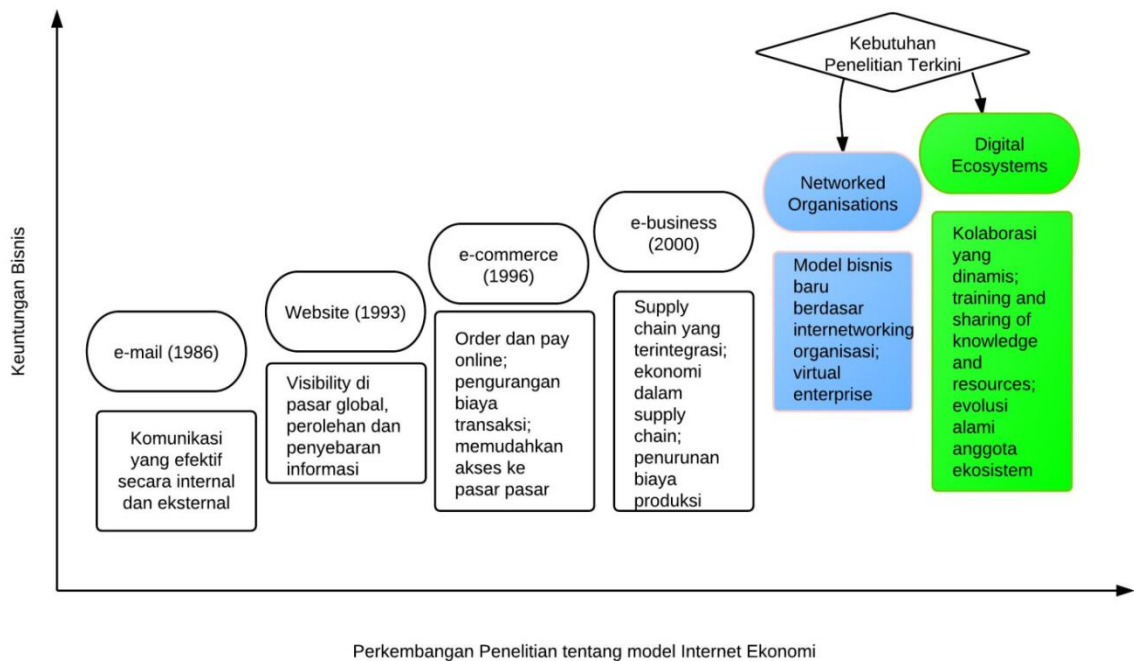 Keuntungan Bisnis
e-mail (1986)
Komunikasi
yang efektif
secara internal
dan eksternal
Website (1993)
Visibility di
pasar global,
perolehan dan
penyebaran
informasi
e-commerce
(1996)
Order dan pay
online;
pengurangan
biaya
transaksi;
memudahkan
akses ke
pasar pasar
e-business
(2000)
Supply
chain yang
terintegrasi;
ekonomi
dalam
supply
chain;
penurunan
biaya
produksi
Kebutuhan
Penelitian Terkini
Networked
Organisations
Model bisnis
baru
berdasar
internetworking
organisasi;
virtual
enterprise
Digital
Ecosystems
Kolaborasi
yang
dinamis;
training and
sharing of
knowledge
and
resources;
evolusi
alami
anggota
ekosistem
Perkembangan Penelitian tentang model Internet Ekonomi